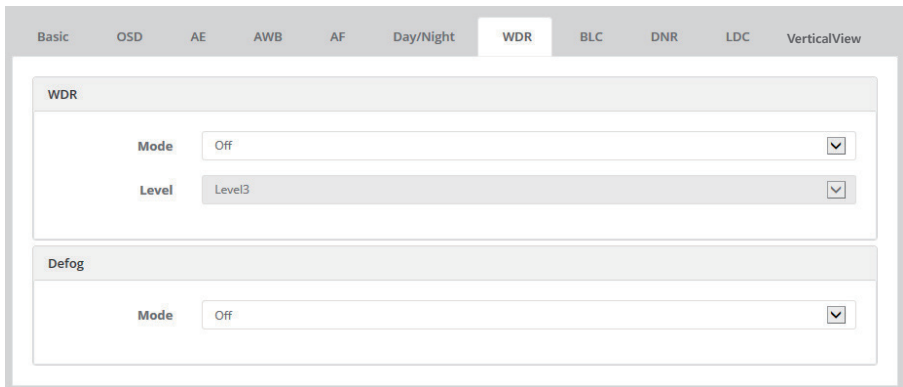 Basic OSD AE AWB AF Day/Night WDR BLC DNR LDC VerticalView
WDR
Mode Off
Level Level3
Defog
Mode Off